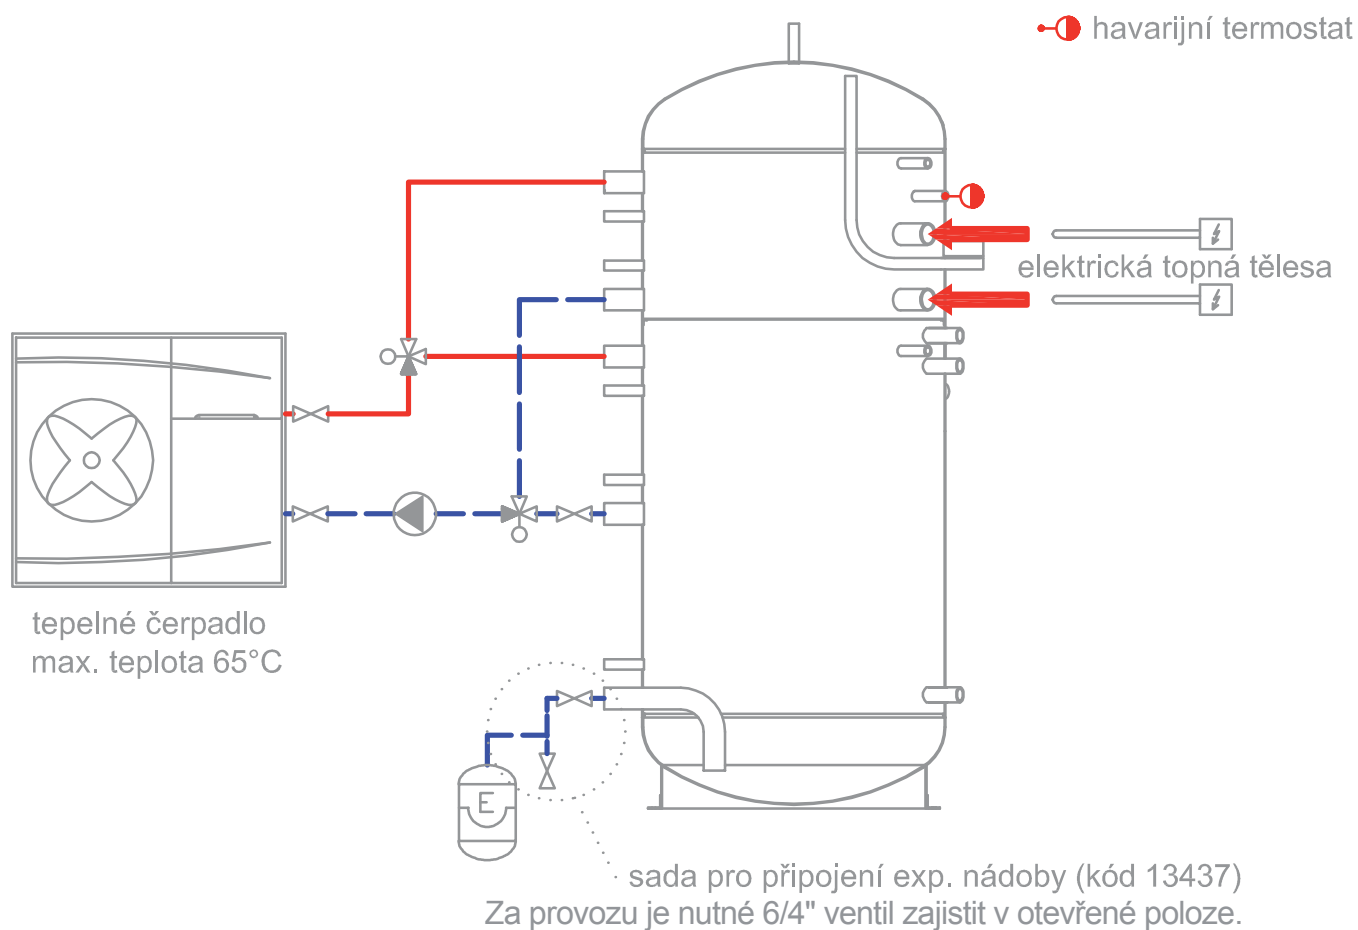 havarijní termostat
elektrická topná tělesa
tepelné čerpadlo
max. teplota 65°C
E
sada pro připojení exp. nádoby (kód 13437)
Za provozu je nutné 6/4" ventil zajistit v otevřené poloze.